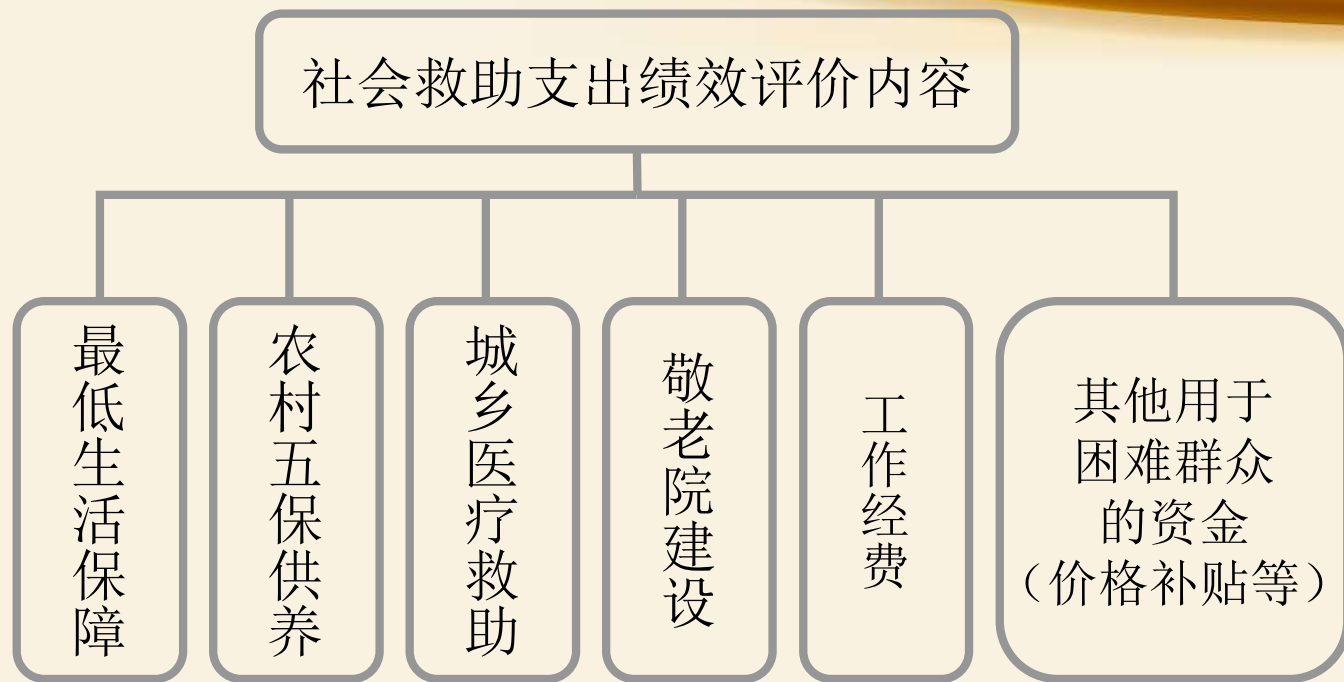 社会救助支出绩效评价内容
最低生活保障
农村五保供养
城乡医疗救助
敬老院建设
工作经费
其他用于
困难群众
的资金
（价格补贴等）